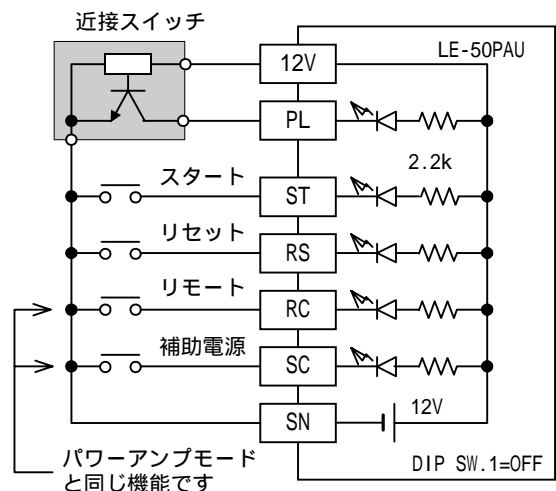 近接スイッチ
LE-50PAU
12V
PL
2.2k
スタート
ST
リセット
RS
リモート
RC
補助電源
SC
12V
SN
パワーアンプモード
と同じ機能です
DIP SW.1=OFF